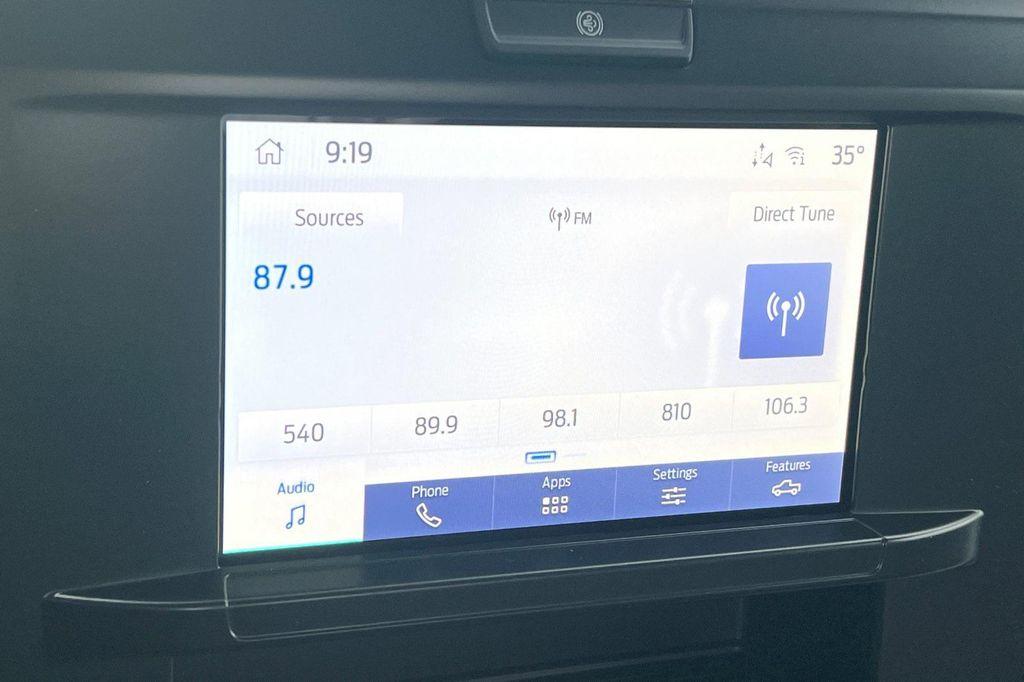 9:19
35°
Sources
FM
Direct Tune
87.9
540
89.9
98.1
810
106.3
Audio
Phone
Apps
Settings
Features